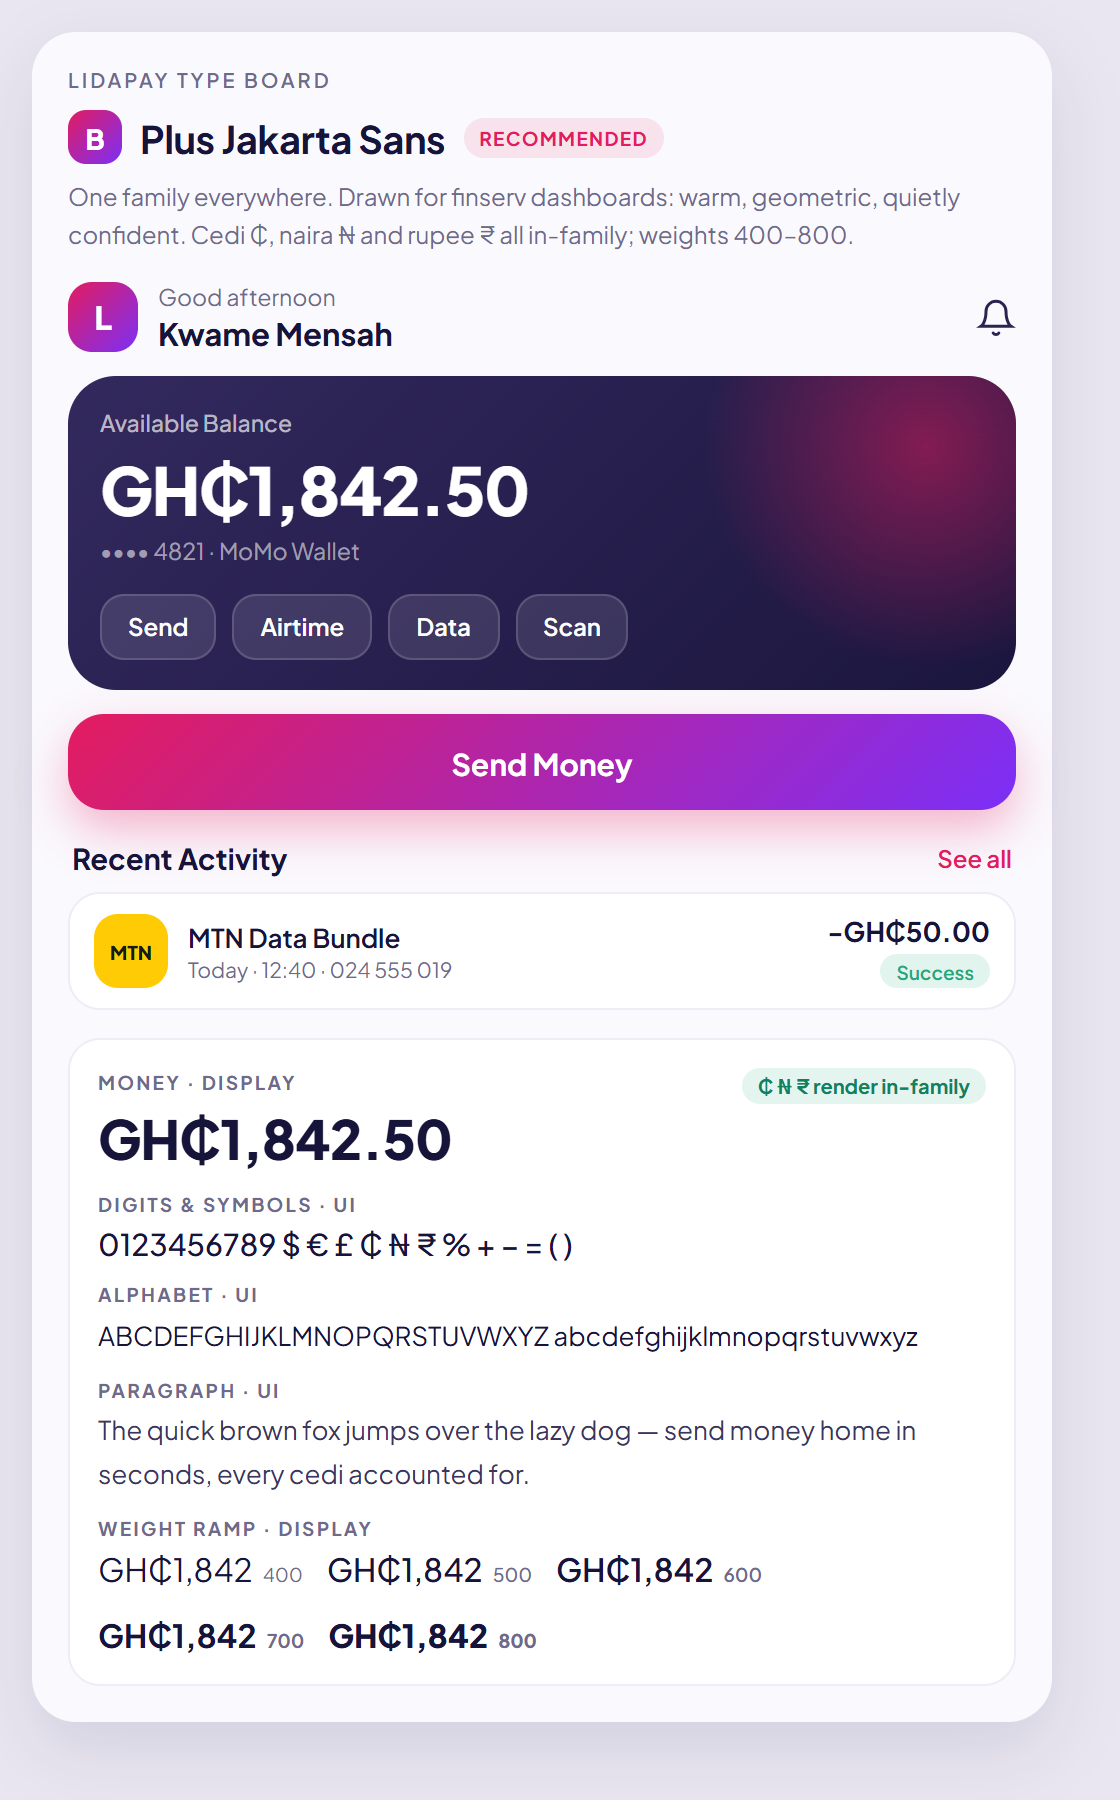 LIDAPAY TYPE BOARD
B Plus Jakarta Sans RECOMMENDED
One family everywhere. Drawn for finserv dashboards: warm, geometric, quietly
confident. Cedi ₵, naira ₦ and rupee ₹ all in-family; weights 400–800.
L
Good afternoon
Kwame Mensah
Available Balance
GH₵1,842.50
•••• 4821 · MoMo Wallet
Send Airtime Data Scan
Send Money
Recent Activity See all
MTN
MTN Data Bundle
Today · 12:40 · 024 555 019
−GH₵50.00
Success
MONEY · DISPLAY
₵ ₦ ₹ render in-family
GH₵1,842.50
DIGITS & SYMBOLS · UI
0123456789 $ € £ ₵ ₦ ₹ % + − = ( )
ALPHABET · UI
ABCDEFGHIJKLMNOPQRSTUVWXYZ abcdefghijklmnopqrstuvwxyz
PARAGRAPH · UI
The quick brown fox jumps over the lazy dog — send money home in
seconds, every cedi accounted for.
WEIGHT RAMP · DISPLAY
GH₵1,842 400 GH₵1,842 500 GH₵1,842 600
GH₵1,842 700 GH₵1,842 800